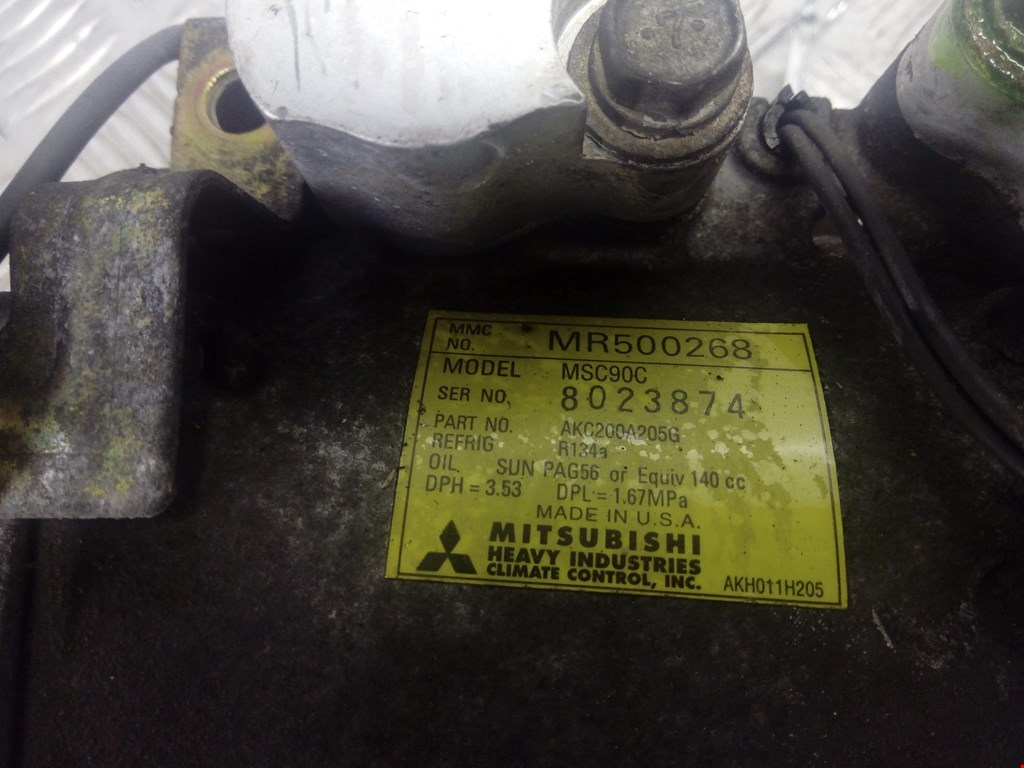 7
MMC NO. MR500268
MODEL MSC90C
SER NO, 8023874
PART NO. AKC200A205G
REFRIG R134a
OIL. SUN PAG56 or Equiv 140 cc
DPH = 3.53 DPL = 1.67MPa
MADE IN U.S.A.
MITSUBISHI
HEAVY INDUSTRIES
CLIMATE CONTROL, INC.
AKH011H205